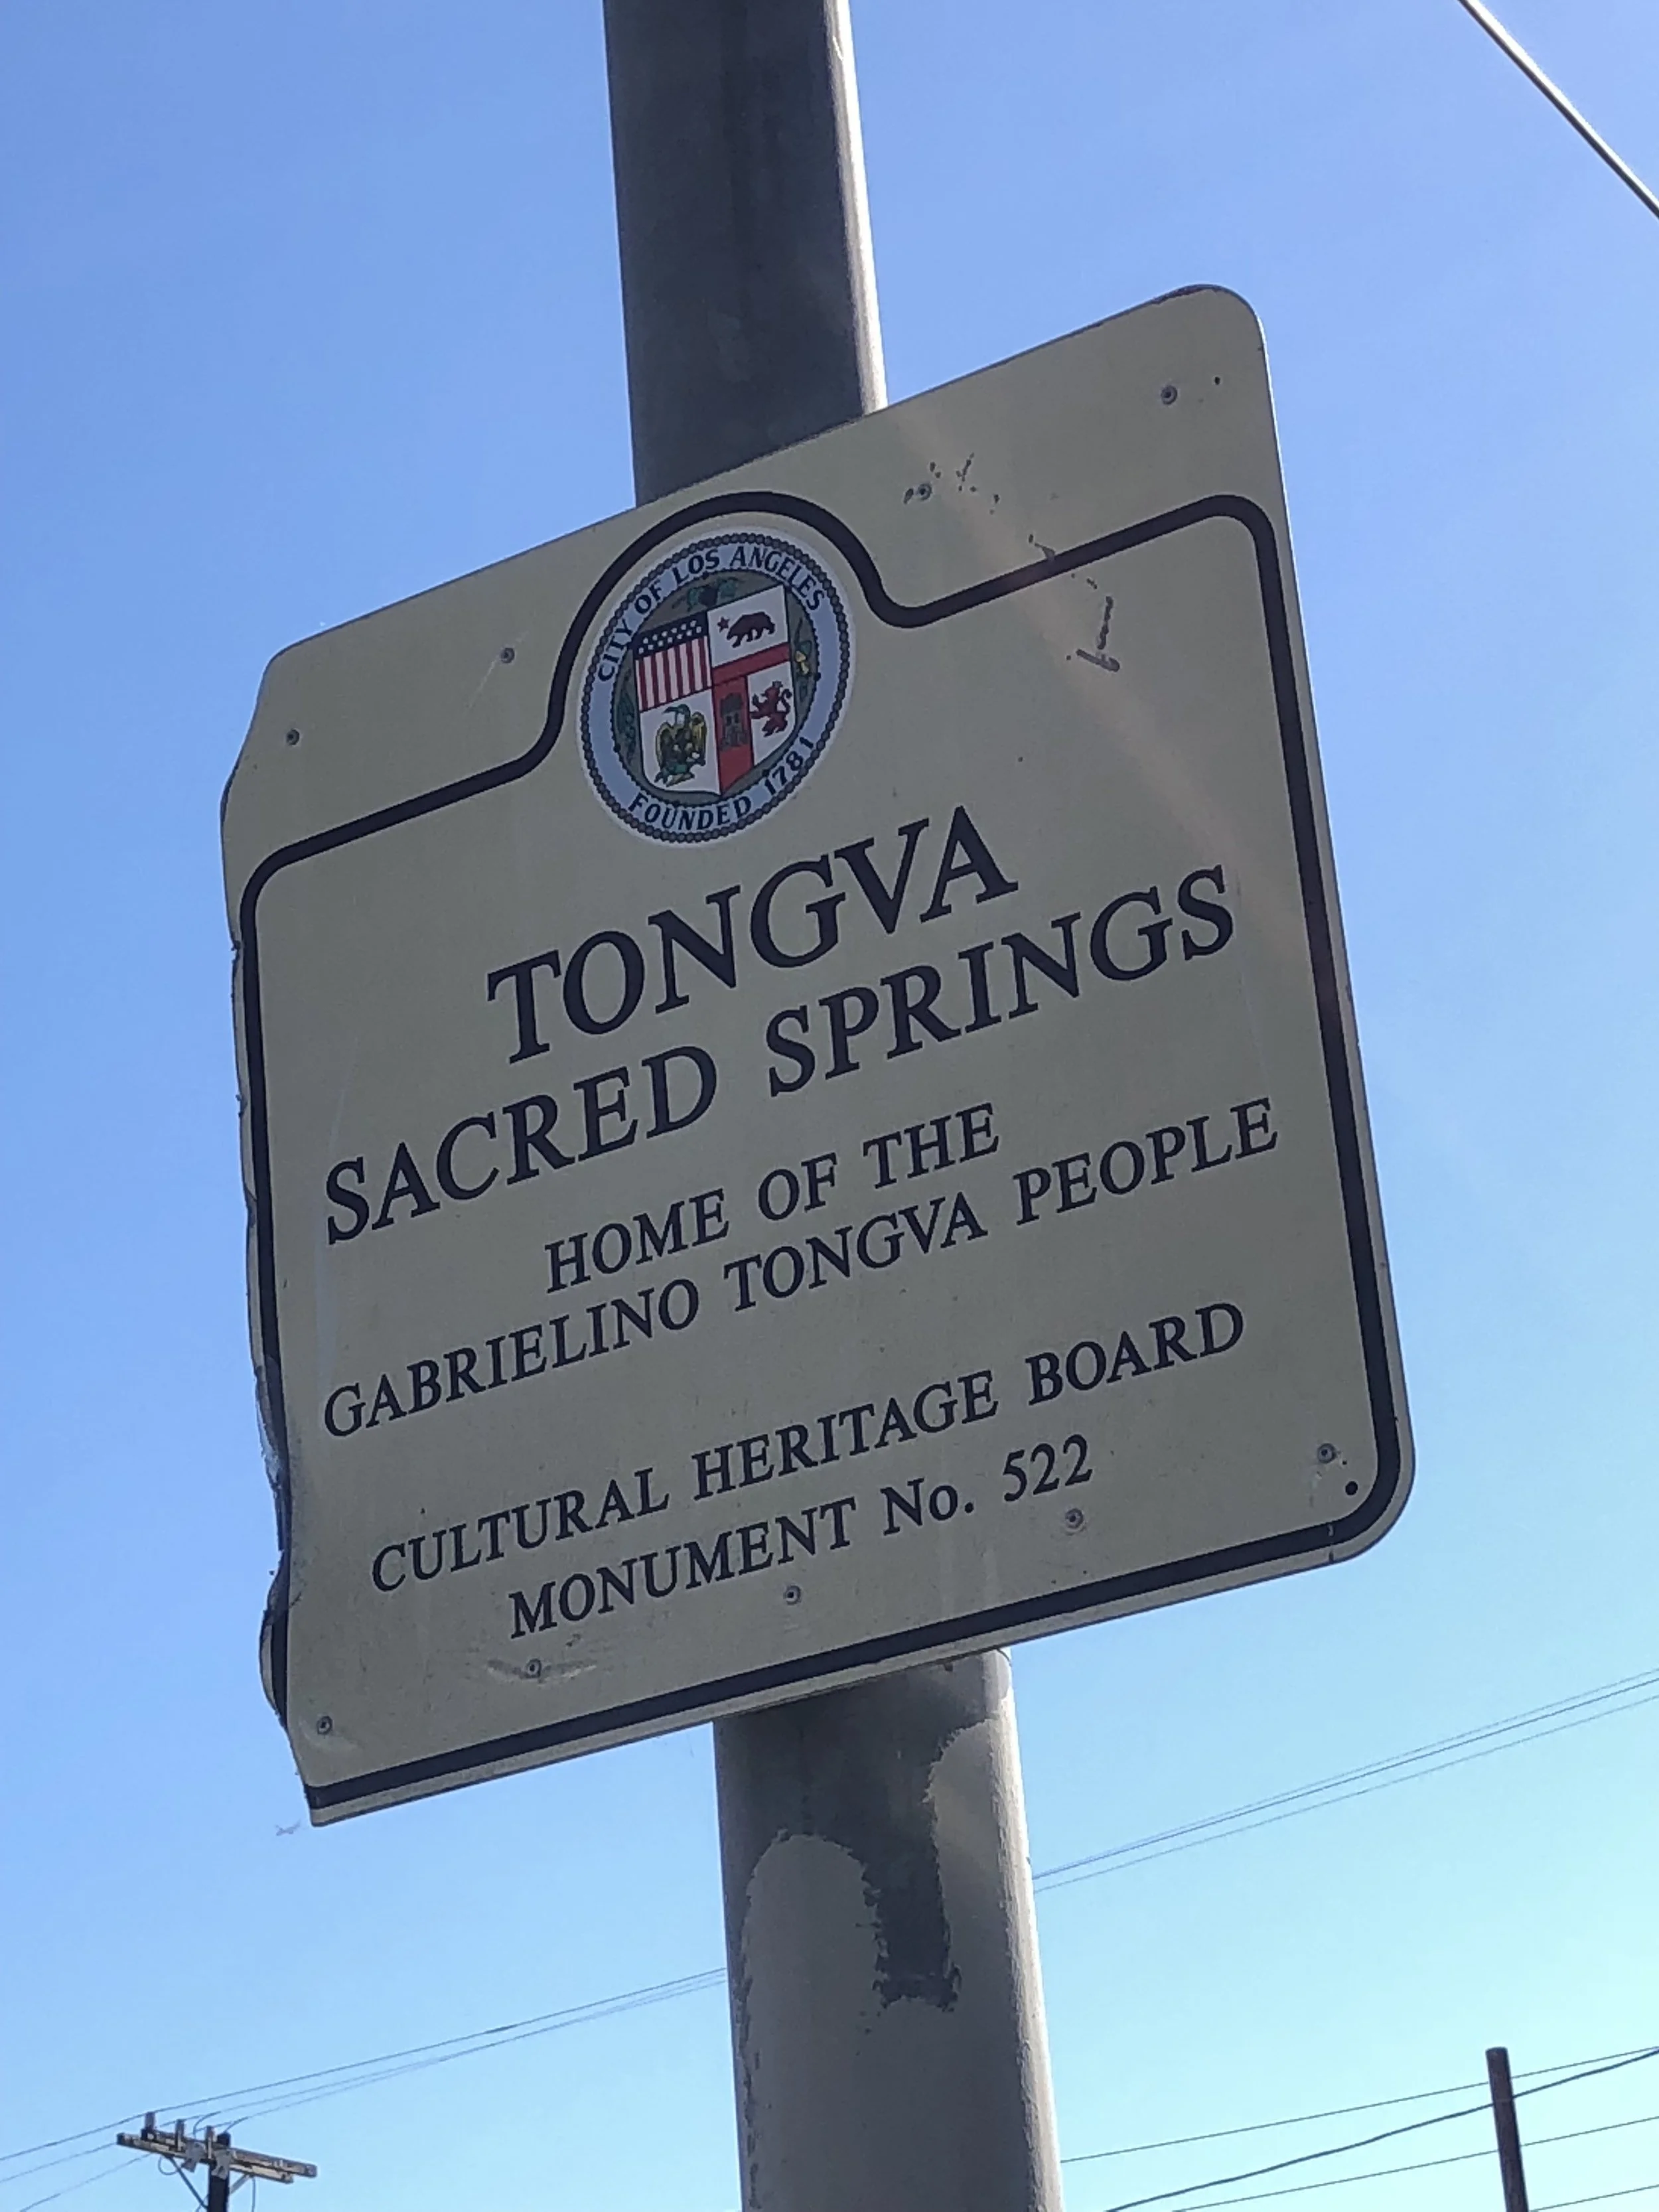 CITY OF LOS ANGELES
FOUNDED 1781
TONGVA
SACRED SPRINGS
HOME OF THE
GABRIELINO TONGVA PEOPLE
CULTURAL HERITAGE BOARD
MONUMENT No. 522